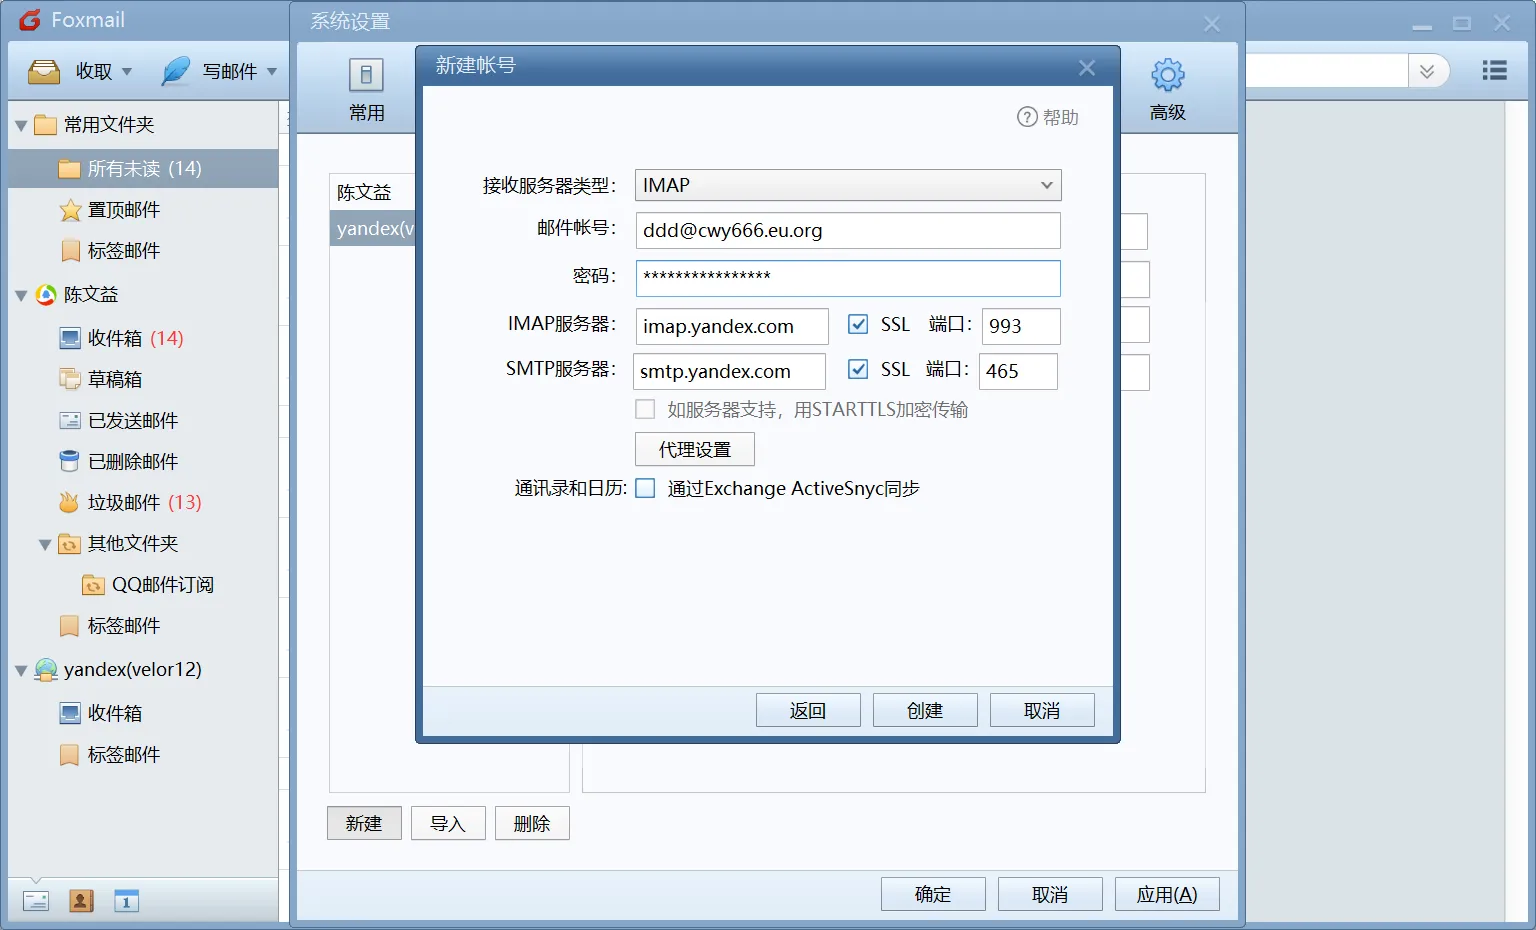 Foxmail
收取
写邮件
常用文件夹
所有未读 (14)
置顶邮件
标签邮件
陈文益
收件箱 (14)
草稿箱
已发送邮件
已删除邮件
垃圾邮件 (13)
其他文件夹
QQ邮件订阅
标签邮件
yandex(velor12)
收件箱
标签邮件
1
系统设置
常用
高级
陈文益
yandex(v
新建帐号
? 帮助
接收服务器类型: IMAP
邮件帐号: ddd@cwy666.eu.org
密码: ****************
IMAP服务器: imap.yandex.com SSL 端口: 993
SMTP服务器: smtp.yandex.com SSL 端口: 465
如服务器支持，用STARTTLS加密传输
代理设置
通讯录和日历: 通过Exchange ActiveSnyc同步
返回 创建 取消
新建 导入 删除
确定 取消 应用(A)